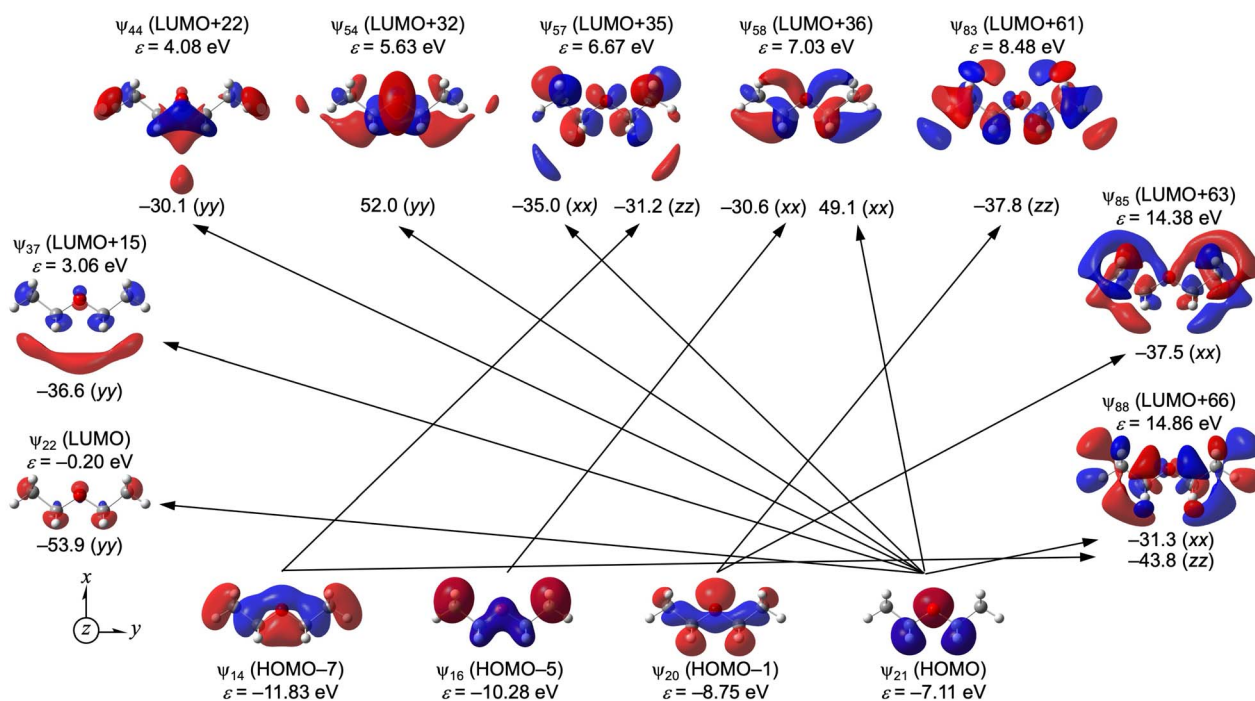 ψ44 (LUMO+22)
ε = 4.08 eV
ψ54 (LUMO+32)
ε = 5.63 eV
ψ57 (LUMO+35)
ε = 6.67 eV
ψ58 (LUMO+36)
ε = 7.03 eV
ψ83 (LUMO+61)
ε = 8.48 eV
–30.1 (yy)
52.0 (yy)
–35.0 (xx)
–31.2 (zz)
–30.6 (xx)
49.1 (xx)
–37.8 (zz)
ψ37 (LUMO+15)
ε = 3.06 eV
–36.6 (yy)
ψ85 (LUMO+63)
ε = 14.38 eV
–37.5 (xx)
ψ22 (LUMO)
ε = –0.20 eV
–53.9 (yy)
ψ88 (LUMO+66)
ε = 14.86 eV
–31.3 (xx)
–43.8 (zz)
x
z
y
ψ14 (HOMO–7)
ε = –11.83 eV
ψ16 (HOMO–5)
ε = –10.28 eV
ψ20 (HOMO–1)
ε = –8.75 eV
ψ21 (HOMO)
ε = –7.11 eV